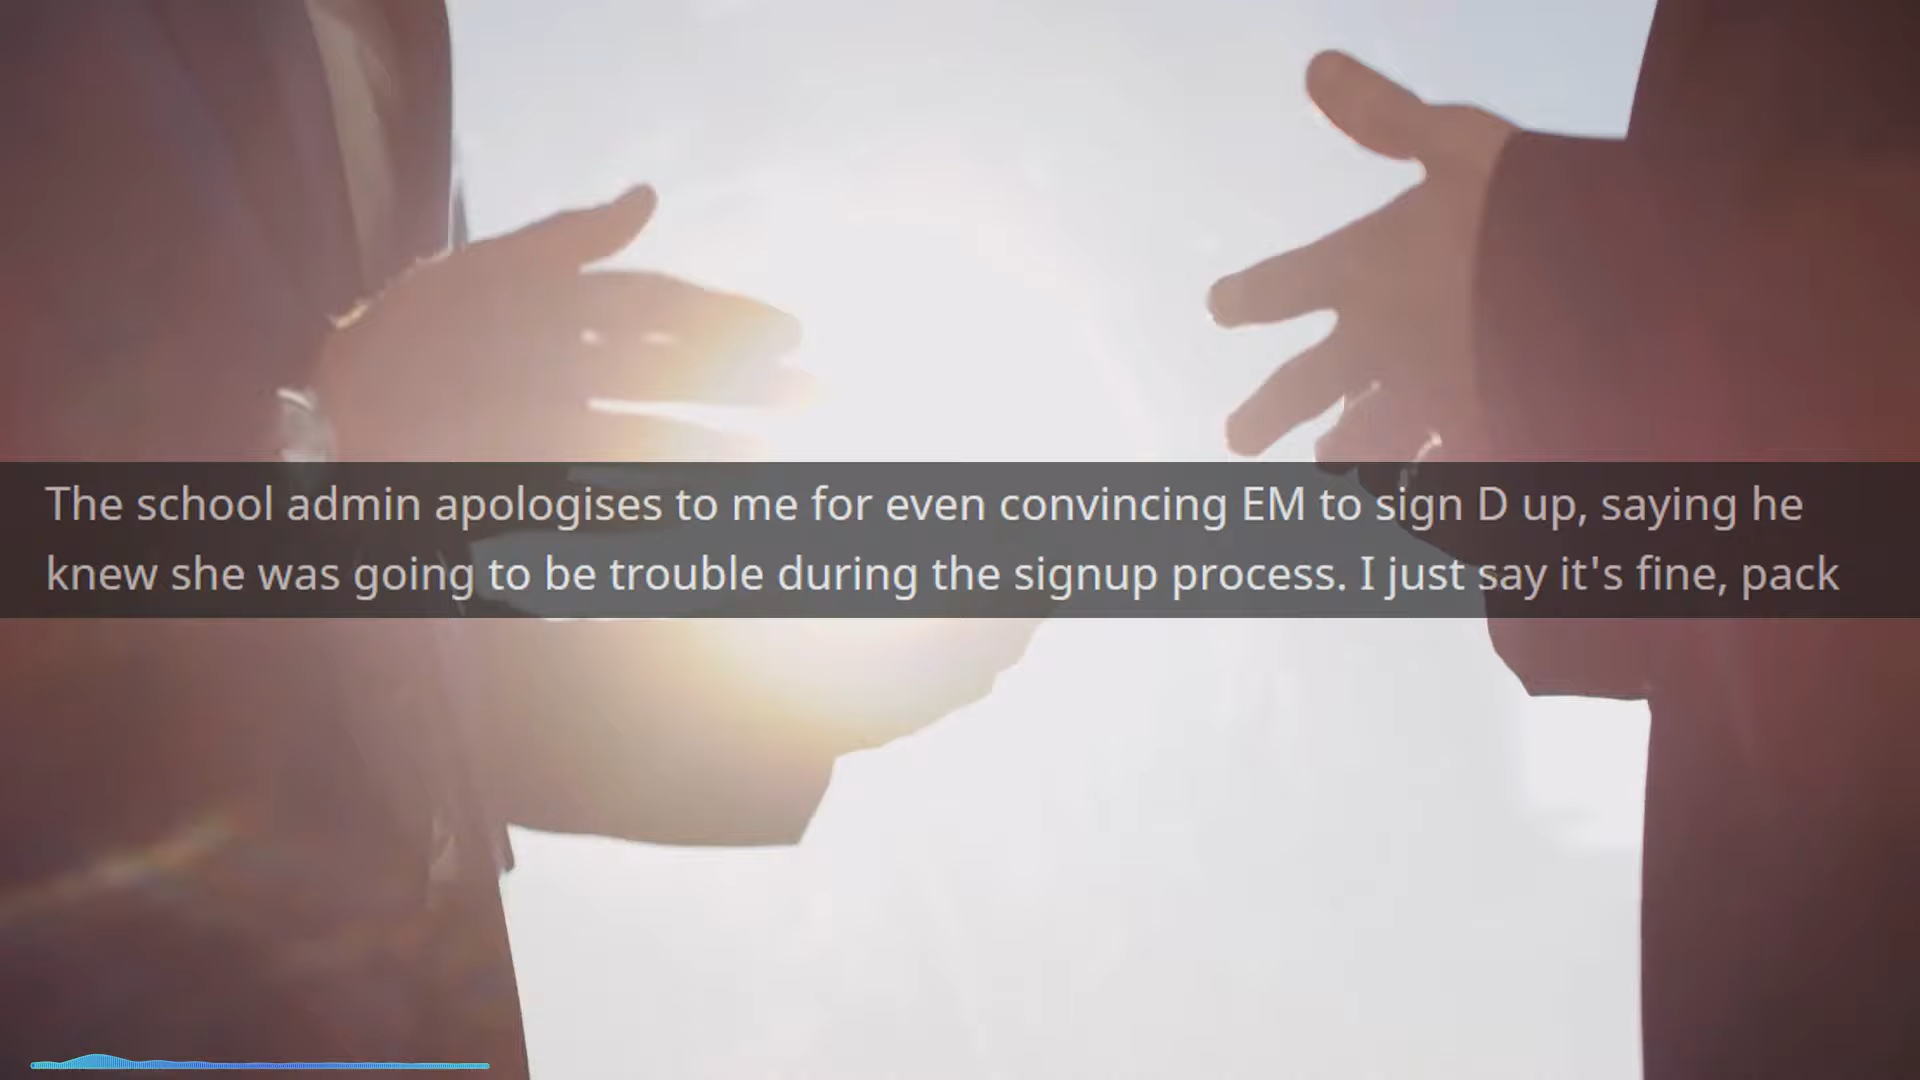 The school admin apologises to me for even convincing EM to sign D up, saying he
knew she was going to be trouble during the signup process. I just say it's fine, pack